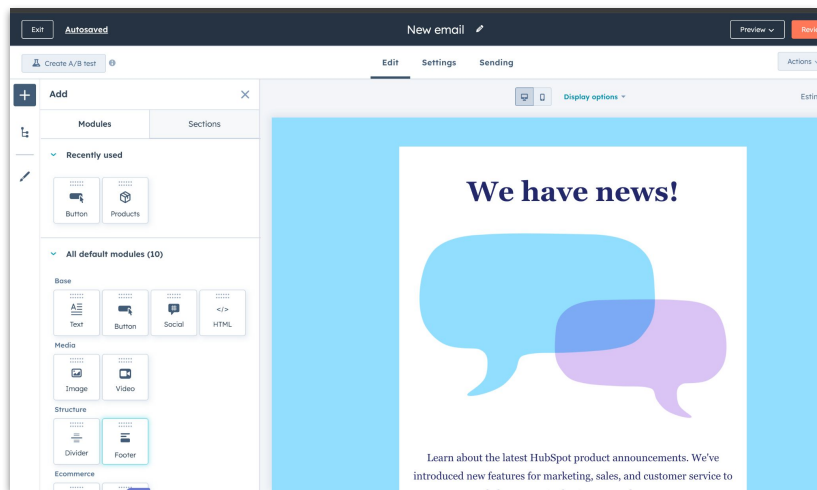 Exit Autosaved New email Preview
Create A/B test Edit Settings Sending Actions
Add
Display options
Modules Sections
Recently used
Button Products
All default modules (10)
Base
Text Button Social </> HTML
Media
Image Video
Structure
Divider Footer
Ecommerce
We have news!
Learn about the latest HubSpot product announcements. We've
introduced new features for marketing, sales, and customer service to